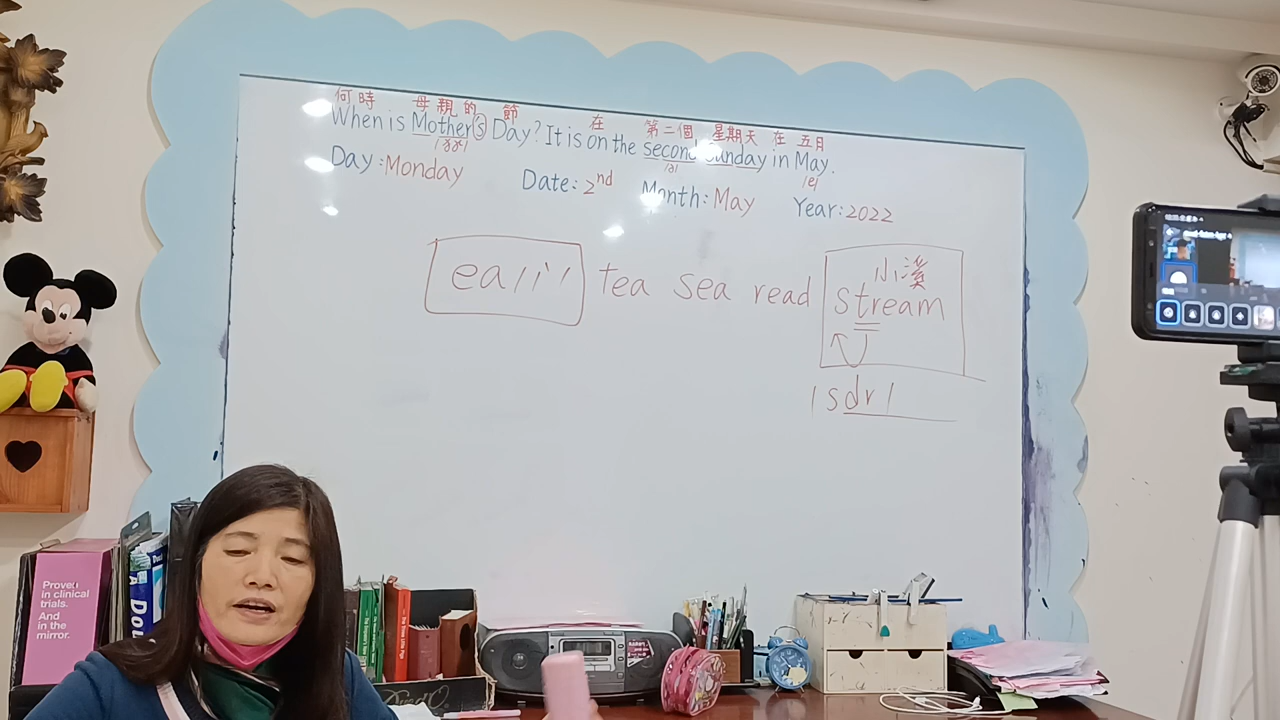 何時 母親 的 節 在 第二個 星期天 在 五月
When is Mother's Day? It is on the second Sunday in May.
/ə/ /e/
Day: Monday Date: 2nd Month: May Year: 2022
小溪
ea/i/ tea sea read stream
/sdr/
Proven
in clinical
trials.
And
in the
mirror.